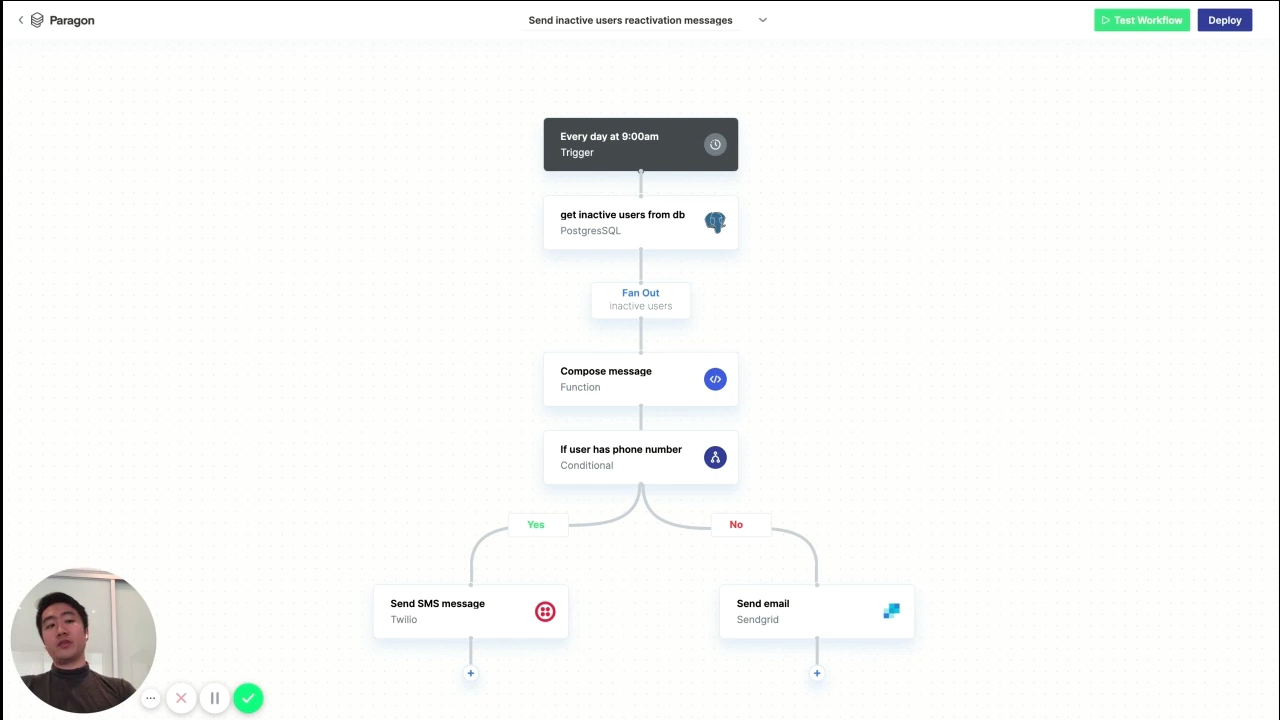 Paragon
Send inactive users reactivation messages
Test Workflow
Deploy
Every day at 9:00am
Trigger
get inactive users from db
PostgresSQL
Fan Out
inactive users
Compose message
Function
If user has phone number
Conditional
Yes
No
Send SMS message
Twilio
Send email
Sendgrid